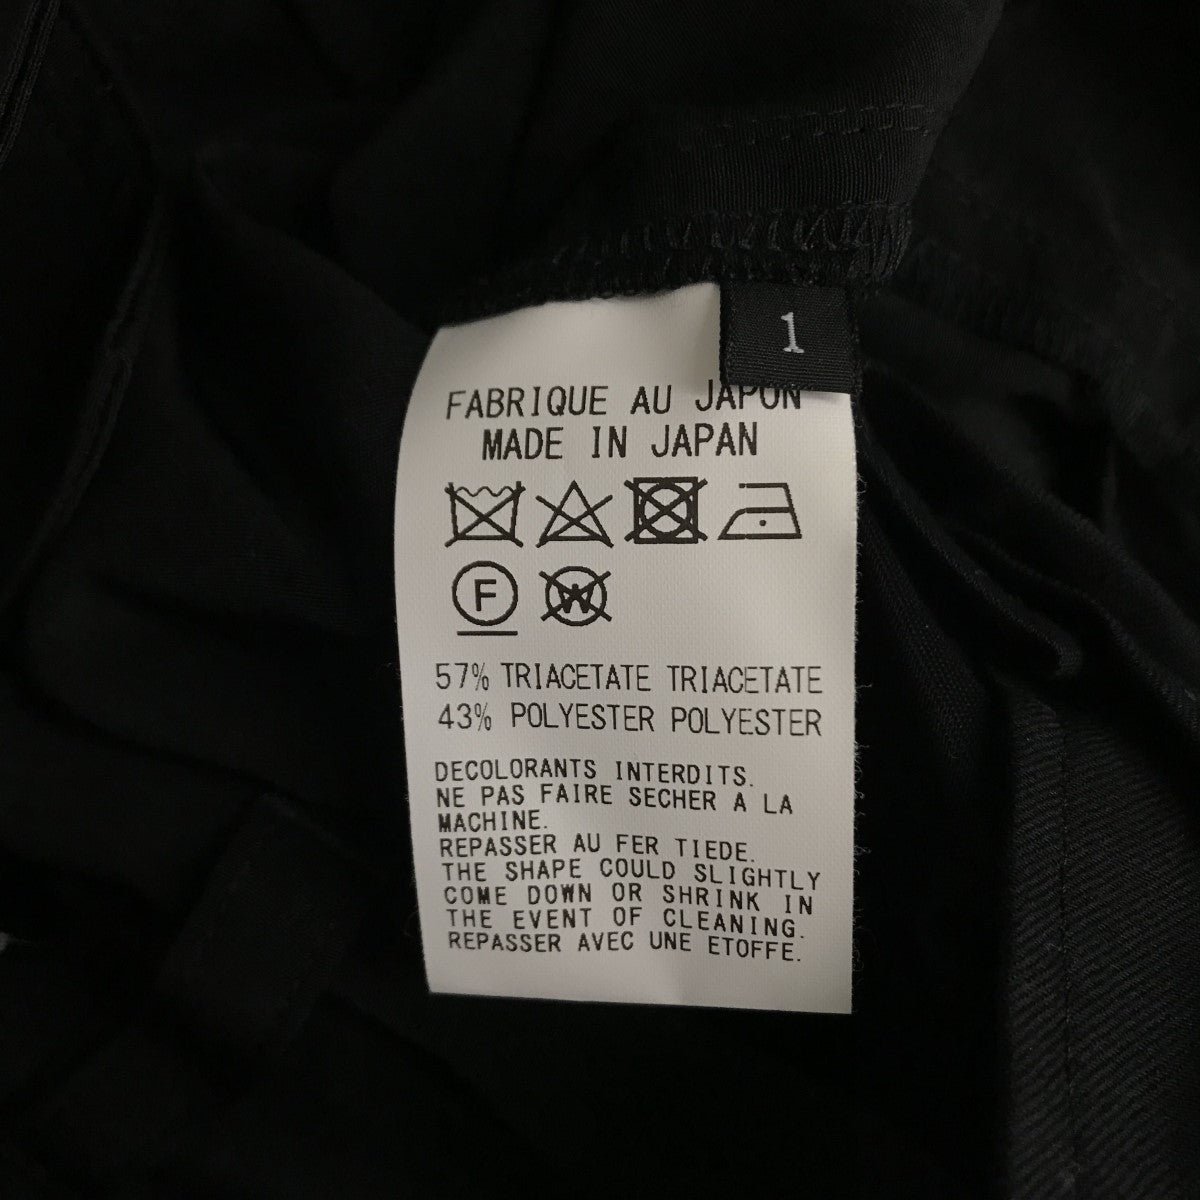 1
FABRIQUE AU JAPON
MADE IN JAPAN
F W
57% TRIACETATE TRIACETATE
43% POLYESTER POLYESTER
DECOLORANTS INTERDITS.
NE PAS FAIRE SECHER A LA
MACHINE.
REPASSER AU FER TIEDE.
THE SHAPE COULD SLIGHTLY
COME DOWN OR SHRINK IN
THE EVENT OF CLEANING.
REPASSER AVEC UNE ETOFFE.